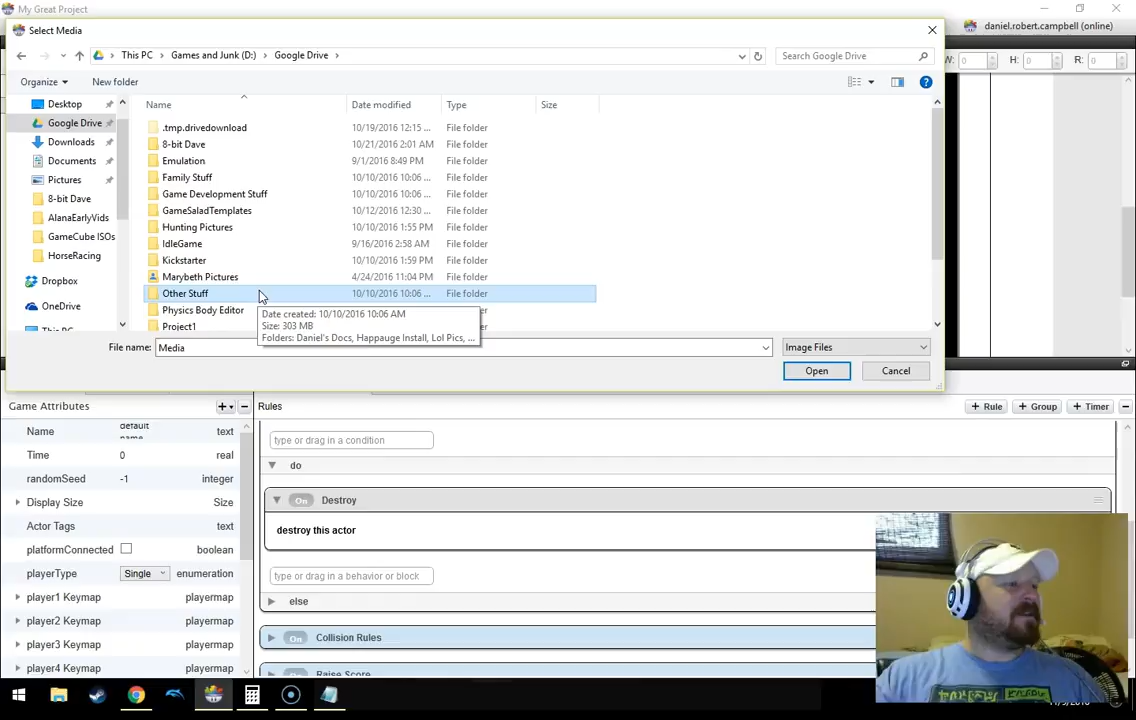 My Great Project
Select Media
daniel.robert.campbell (online)
This PC > Games and Junk (D:) > Google Drive >
Search Google Drive
W: 0 H: 0 R: 0
Organize New folder
Desktop
Google Drive
Downloads
Documents
Pictures
8-bit Dave
AlanaEarlyVids
GameCube ISOs
HorseRacing
Dropbox
OneDrive
This PC
Name Date modified Type Size
.tmp.drivedownload 10/19/2016 12:15 ... File folder
8-bit Dave 10/21/2016 2:01 AM File folder
Emulation 9/1/2016 8:49 PM File folder
Family Stuff 10/10/2016 10:06 ... File folder
Game Development Stuff 10/10/2016 10:06 ... File folder
GameSaladTemplates 10/12/2016 12:30 ... File folder
Hunting Pictures 10/10/2016 1:55 PM File folder
IdleGame 9/16/2016 2:58 AM File folder
Kickstarter 10/10/2016 1:59 PM File folder
Marybeth Pictures 4/24/2016 11:04 PM File folder
Other Stuff 10/10/2016 10:06 ... File folder
Physics Body Editor
Project1
Date created: 10/10/2016 10:06 AM
Size: 303 MB
Folders: Daniel's Docs, Happauge Install, Lol Pics, ...
File name: Media Image Files
Open Cancel
Game Attributes
Name default name text
Time 0 real
randomSeed -1 integer
Display Size Size
Actor Tags text
platformConnected boolean
playerType Single enumeration
player1 Keymap playermap
player2 Keymap playermap
player3 Keymap playermap
player4 Keymap playermap
Rules + Rule + Group + Timer
type or drag in a condition
do
On Destroy
destroy this actor
type or drag in a behavior or block
else
On Collision Rules
Raise Score